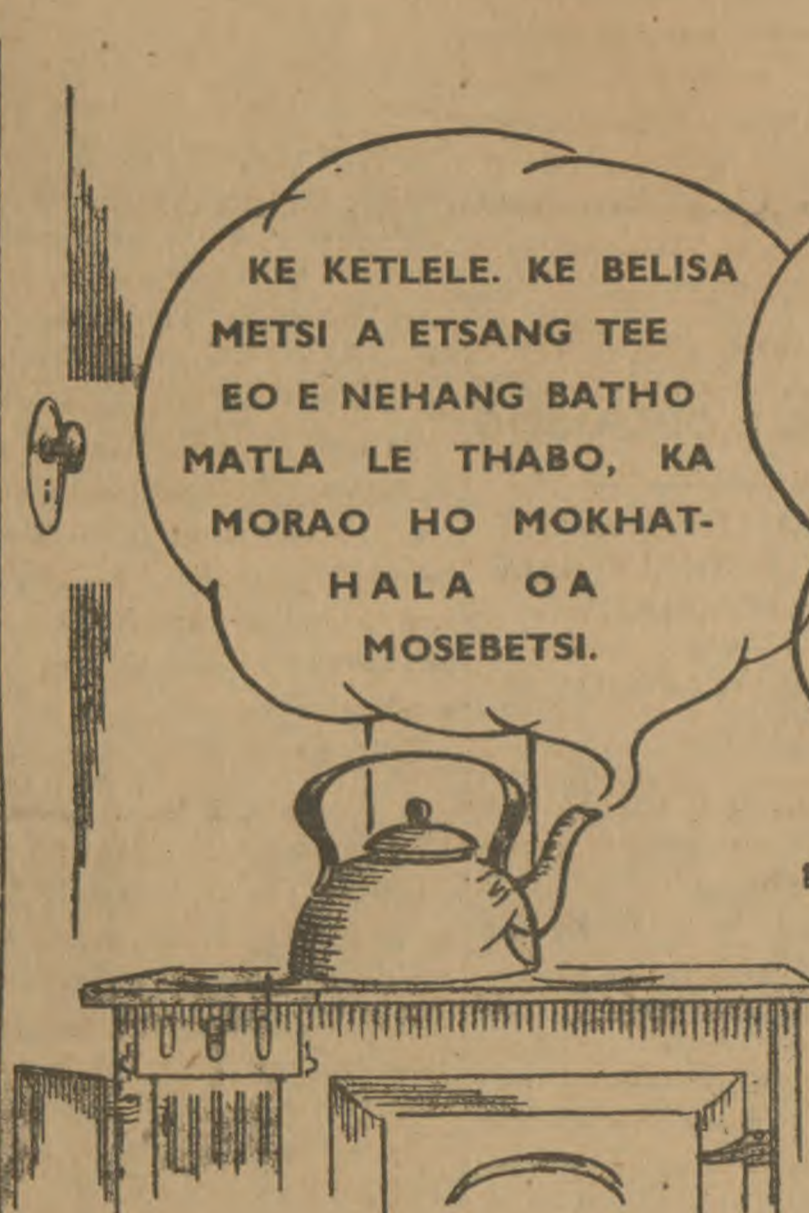 KE KETLELE. KE BELISA
METSI A ETSANG TEE
EO E NEHANG BATHO
MATLA LE THABO, KA
MORAO HO MOKHAT-
HALA OA
MOSEBETSI.